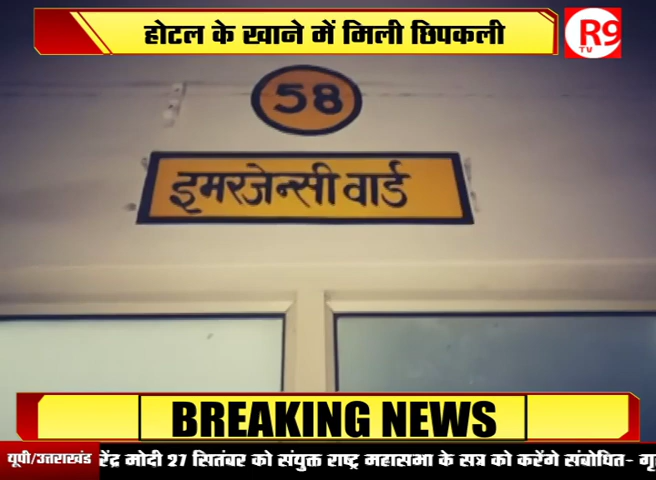 होटल के खाने में मिली छिपकली
R9
TV
58
इमरजेन्सी वार्ड
BREAKING NEWS
यूपी/उत्तराखंड
रेंद्र मोदी 27 सितंबर को संयुक्त राष्ट्र महासभा के सत्र को करेंगे संबोधित- गृ